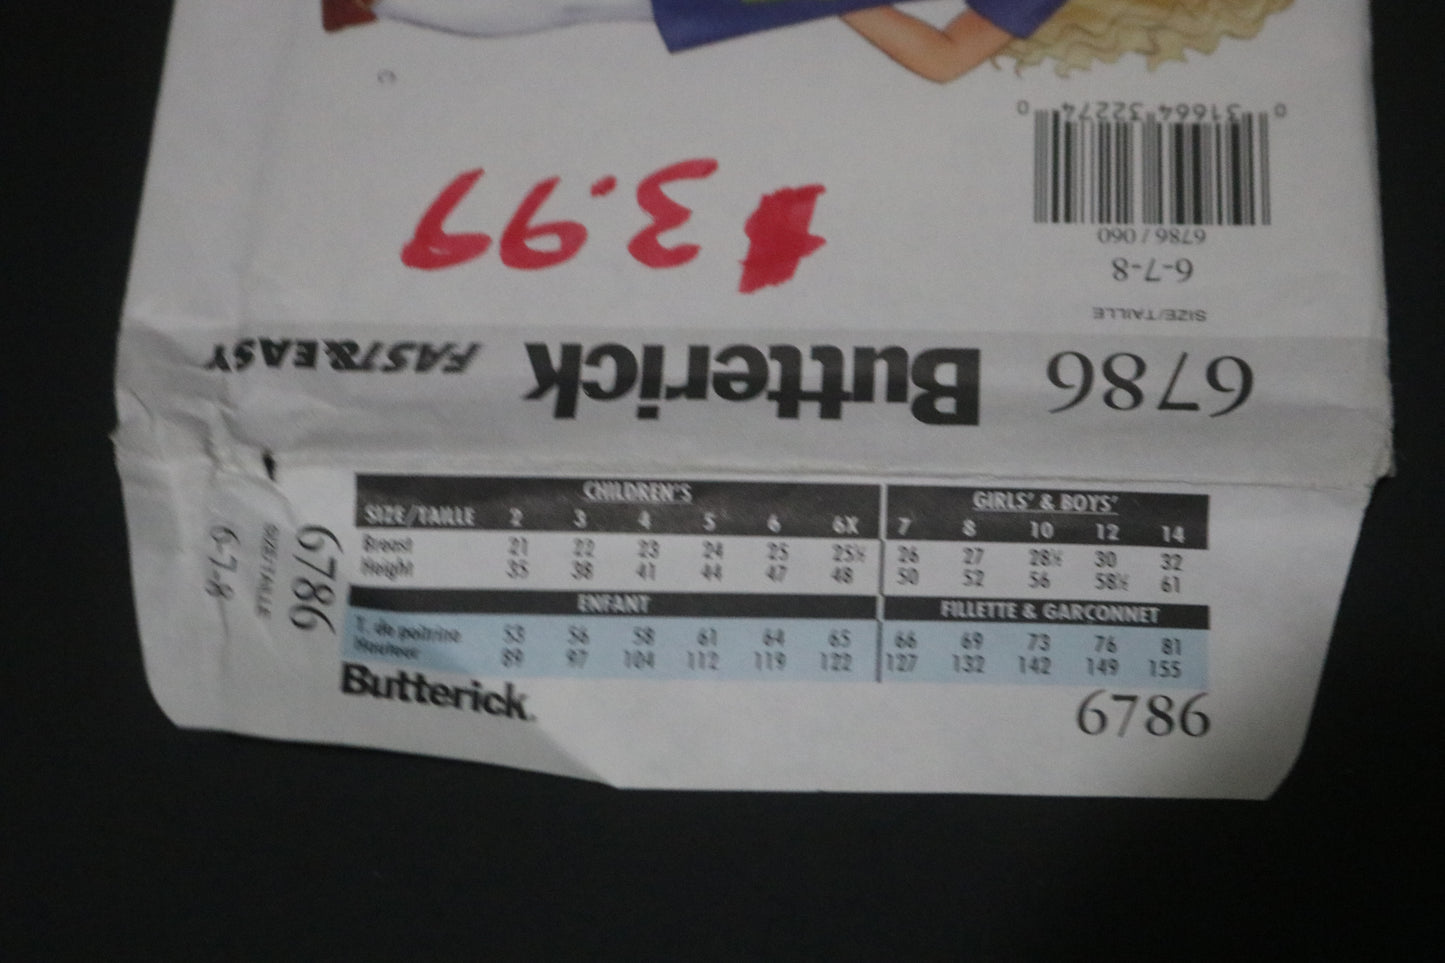 0 31664 32274 0
6786 / 060
6-7-8
SIZE/TAILLE
$3.99
6786 Butterick FAST&EASY
6786
SIZE/TAILLE
6-7-8
CHILDREN'S GIRLS' & BOYS'
SIZE/TAILLE 2 3 4 5 6 6X 7 8 10 12 14
Breast 21 22 23 24 25 25½ 26 27 28½ 30 32
Height 35 38 41 44 47 48 50 52 56 58½ 61
ENFANT FILLETTE & GARÇONNET
T. de poitrine 53 56 58 61 64 65 66 69 73 76 81
Hauteur 89 97 104 112 119 122 127 132 142 149 155
Butterick. 6786